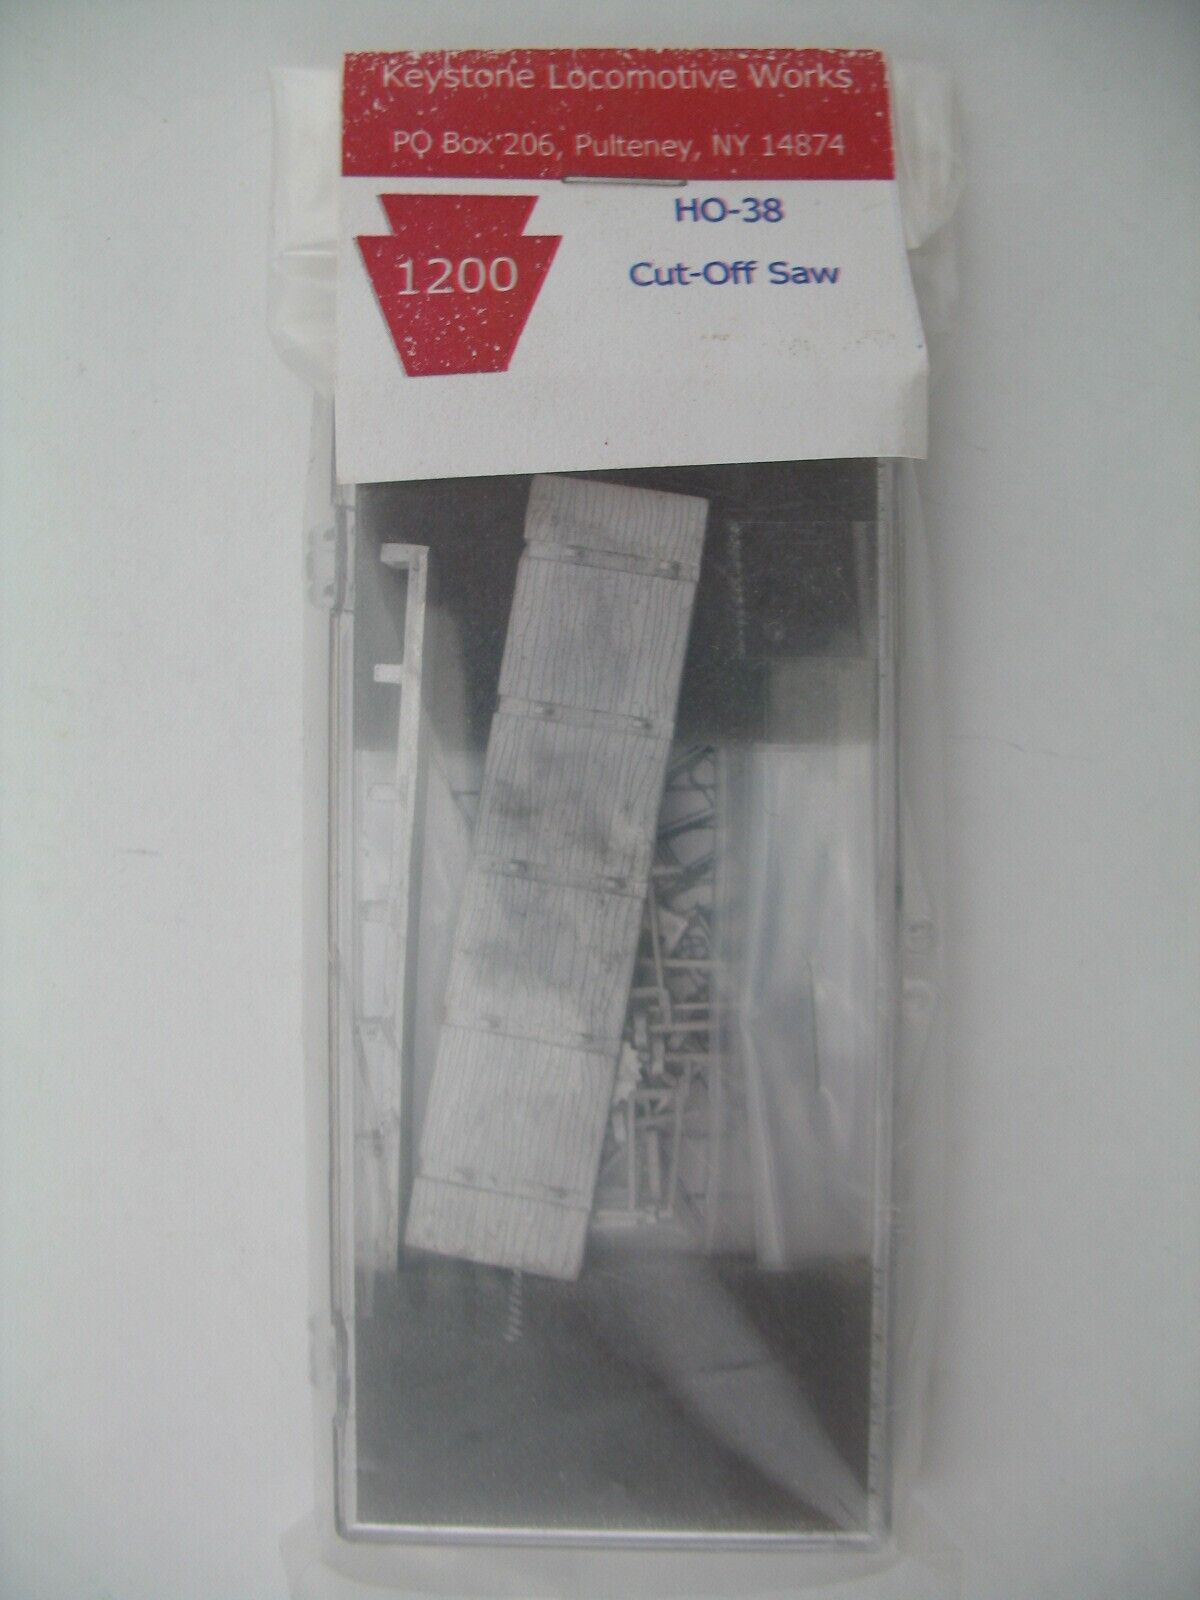 Keystone Locomotive Works
PO Box 206, Pulteney, NY 14874
HO-38
1200
Cut-Off Saw